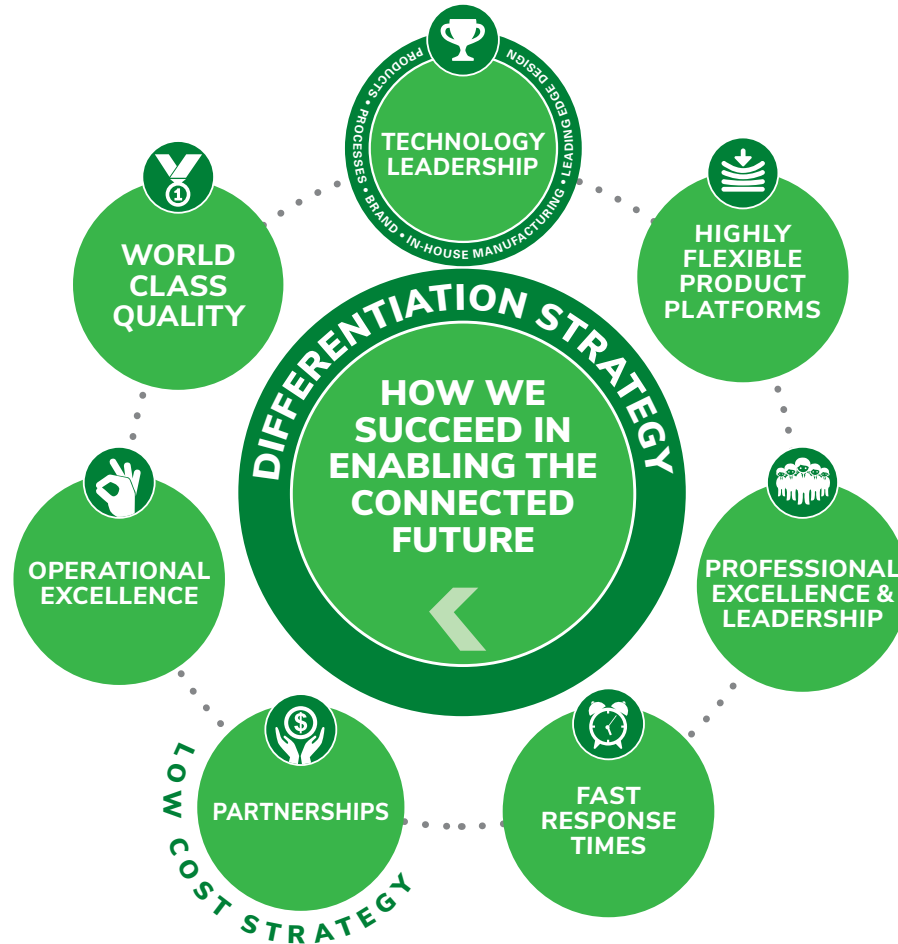 PRODUCTS • PROCESSES • BRAND • IN-HOUSE MANUFACTURING • LEADING EDGE DESIGN
TECHNOLOGY
LEADERSHIP
1
WORLD
CLASS
QUALITY
HIGHLY
FLEXIBLE
PRODUCT
PLATFORMS
DIFFERENTIATION STRATEGY
HOW WE
SUCCEED IN
ENABLING THE
CONNECTED
FUTURE
OPERATIONAL
EXCELLENCE
PROFESSIONAL
EXCELLENCE &
LEADERSHIP
$
PARTNERSHIPS
LOW COST STRATEGY
FAST
RESPONSE
TIMES